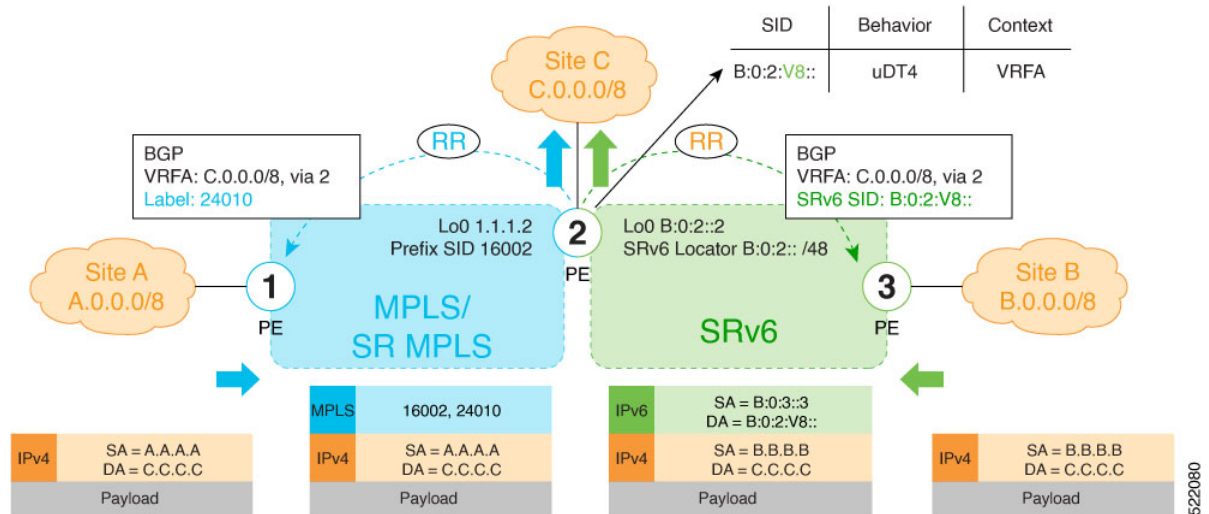 SID Behavior Context
B:0:2:V8:: uDT4 VRFA
Site C
C.0.0.0/8
RR
RR
BGP
VRFA: C.0.0.0/8, via 2
Label: 24010
BGP
VRFA: C.0.0.0/8, via 2
SRv6 SID: B:0:2:V8::
Lo0 1.1.1.2
Prefix SID 16002
2
PE
Lo0 B:0:2::2
SRv6 Locator B:0:2:: /48
Site A
A.0.0.0/8
1
PE
MPLS/
SR MPLS
SRv6
3
PE
Site B
B.0.0.0/8
MPLS 16002, 24010
IPv6 SA = B:0:3::3
DA = B:0:2:V8::
IPv4 SA = A.A.A.A
DA = C.C.C.C
Payload
IPv4 SA = A.A.A.A
DA = C.C.C.C
Payload
IPv4 SA = B.B.B.B
DA = C.C.C.C
Payload
IPv4 SA = B.B.B.B
DA = C.C.C.C
Payload
522080